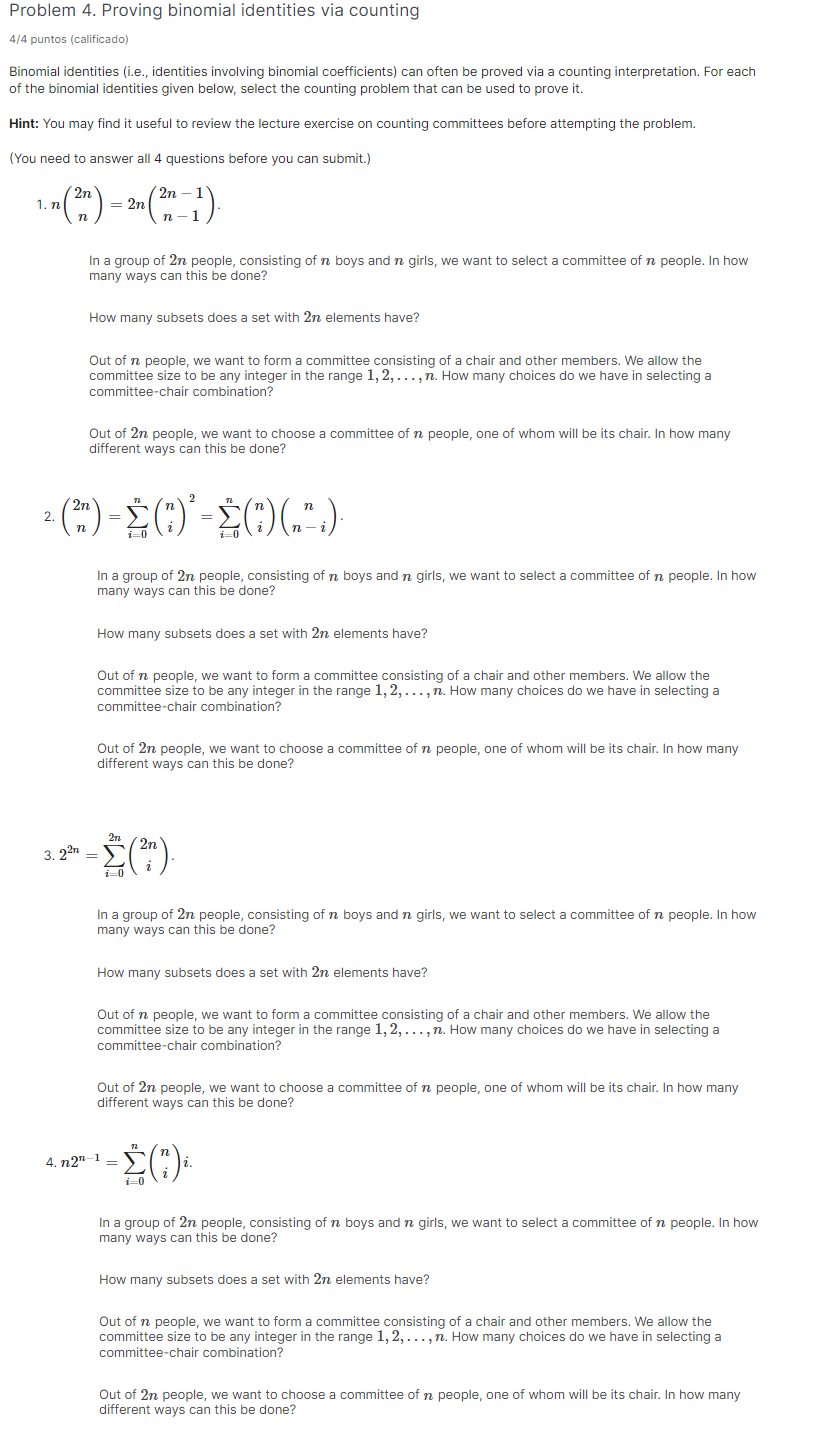 Problem 4. Proving binomial identities via counting
4/4 puntos (calificado)
Binomial identities (i.e., identities involving binomial coefficients) can often be proved via a counting interpretation. For each
of the binomial identities given below, select the counting problem that can be used to prove it.
Hint: You may find it useful to review the lecture exercise on counting committees before attempting the problem.
(You need to answer all 4 questions before you can submit.)
1. $n\binom{2n}{n} = 2n\binom{2n-1}{n-1}.$
In a group of 2n people, consisting of n boys and n girls, we want to select a committee of n people. In how
many ways can this be done?
How many subsets does a set with 2n elements have?
Out of n people, we want to form a committee consisting of a chair and other members. We allow the
committee size to be any integer in the range 1, 2, . . . , n. How many choices do we have in selecting a
committee-chair combination?
Out of 2n people, we want to choose a committee of n people, one of whom will be its chair. In how many
different ways can this be done?
2. $\binom{2n}{n} = \sum_{i=0}^{n}\binom{n}{i}^2 = \sum_{i=0}^{n}\binom{n}{i}\binom{n}{n-i}.$
In a group of 2n people, consisting of n boys and n girls, we want to select a committee of n people. In how
many ways can this be done?
How many subsets does a set with 2n elements have?
Out of n people, we want to form a committee consisting of a chair and other members. We allow the
committee size to be any integer in the range 1, 2, . . . , n. How many choices do we have in selecting a
committee-chair combination?
Out of 2n people, we want to choose a committee of n people, one of whom will be its chair. In how many
different ways can this be done?
3. $2^{2n} = \sum_{i=0}^{2n}\binom{2n}{i}.$
In a group of 2n people, consisting of n boys and n girls, we want to select a committee of n people. In how
many ways can this be done?
How many subsets does a set with 2n elements have?
Out of n people, we want to form a committee consisting of a chair and other members. We allow the
committee size to be any integer in the range 1, 2, . . . , n. How many choices do we have in selecting a
committee-chair combination?
Out of 2n people, we want to choose a committee of n people, one of whom will be its chair. In how many
different ways can this be done?
4. $n2^{n-1} = \sum_{i=0}^{n}\binom{n}{i}i.$
In a group of 2n people, consisting of n boys and n girls, we want to select a committee of n people. In how
many ways can this be done?
How many subsets does a set with 2n elements have?
Out of n people, we want to form a committee consisting of a chair and other members. We allow the
committee size to be any integer in the range 1, 2, . . . , n. How many choices do we have in selecting a
committee-chair combination?
Out of 2n people, we want to choose a committee of n people, one of whom will be its chair. In how many
different ways can this be done?